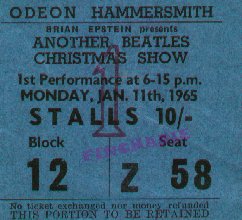 ODEON HAMMERSMITH
BRIAN EPSTEIN presents
ANOTHER BEATLES
CHRISTMAS SHOW
1st Performance at 6-15 p.m.
MONDAY, JAN. 11th, 1965
STALLS 10/-
Block Seat
12 Z 58
No ticket exchanged nor money refunded
THIS PORTION TO BE RETAINED